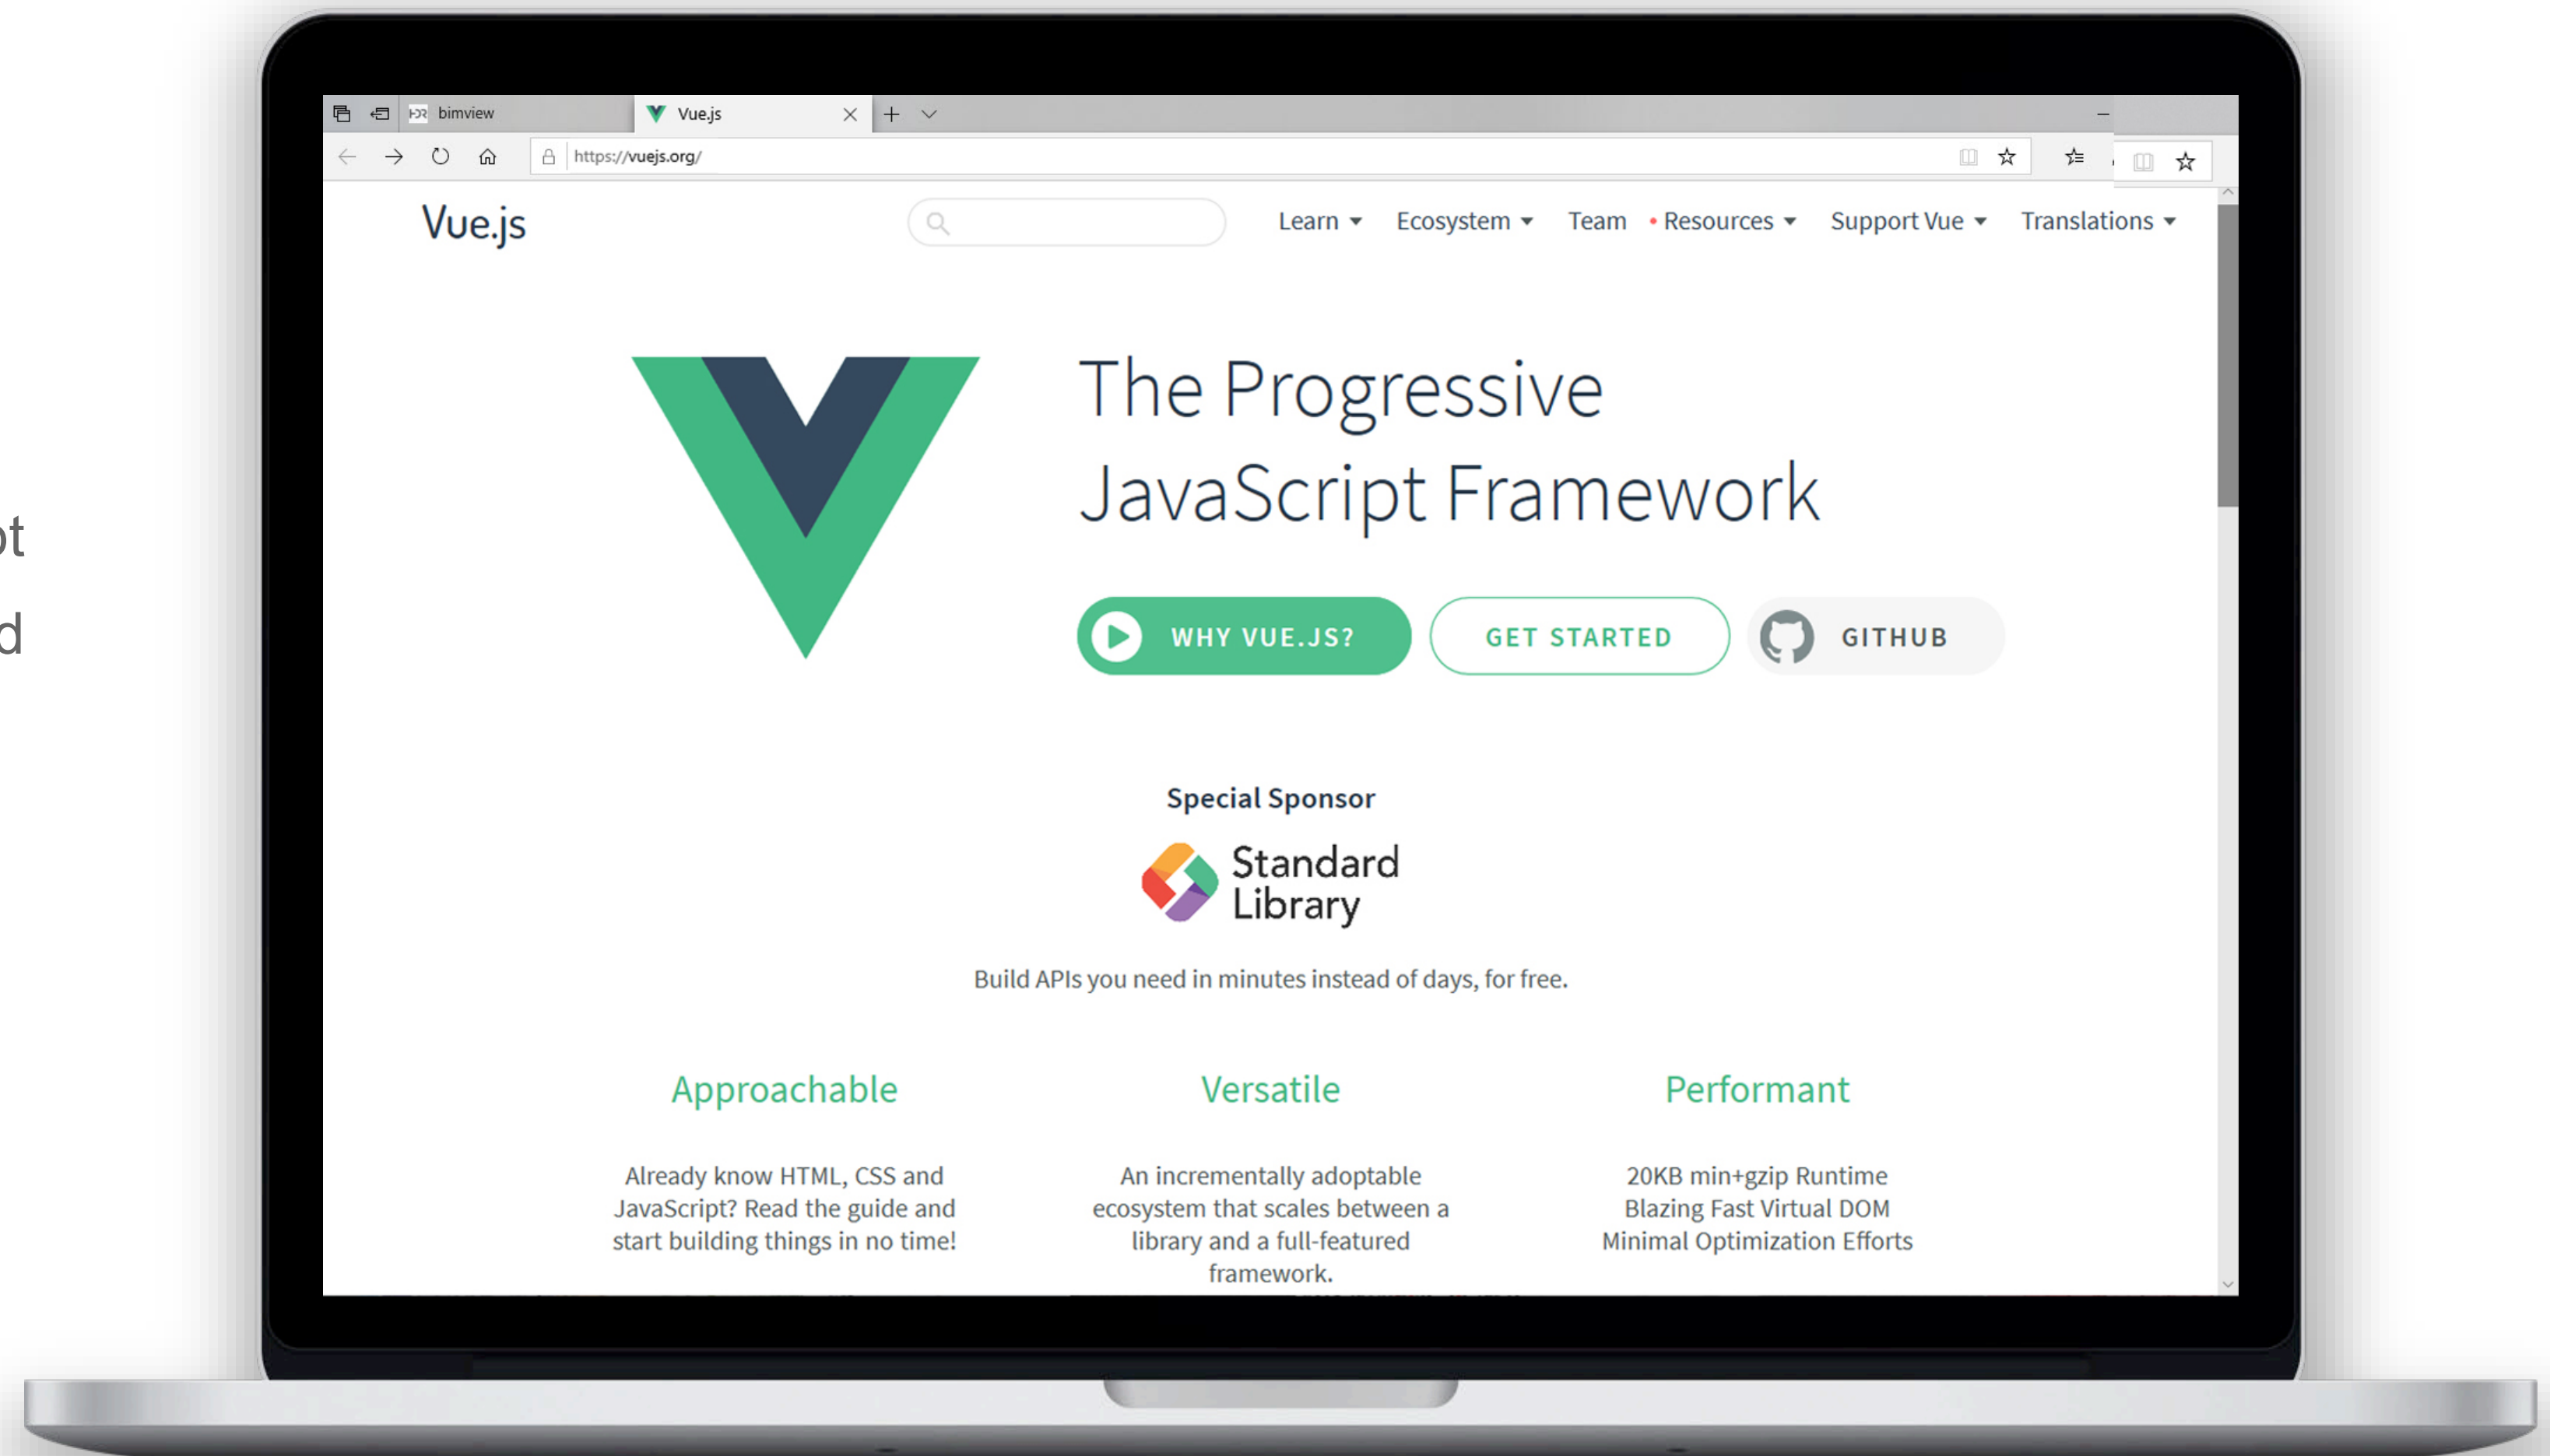 bimview
Vue.js
https://vuejs.org/
Vue.js
Learn Ecosystem Team Resources Support Vue Translations
The Progressive
JavaScript Framework
WHY VUE.JS? GET STARTED GITHUB
Special Sponsor
Standard
Library
Build APIs you need in minutes instead of days, for free.
Approachable
Already know HTML, CSS and
JavaScript? Read the guide and
start building things in no time!
Versatile
An incrementally adoptable
ecosystem that scales between a
library and a full-featured
framework.
Performant
20KB min+gzip Runtime
Blazing Fast Virtual DOM
Minimal Optimization Efforts